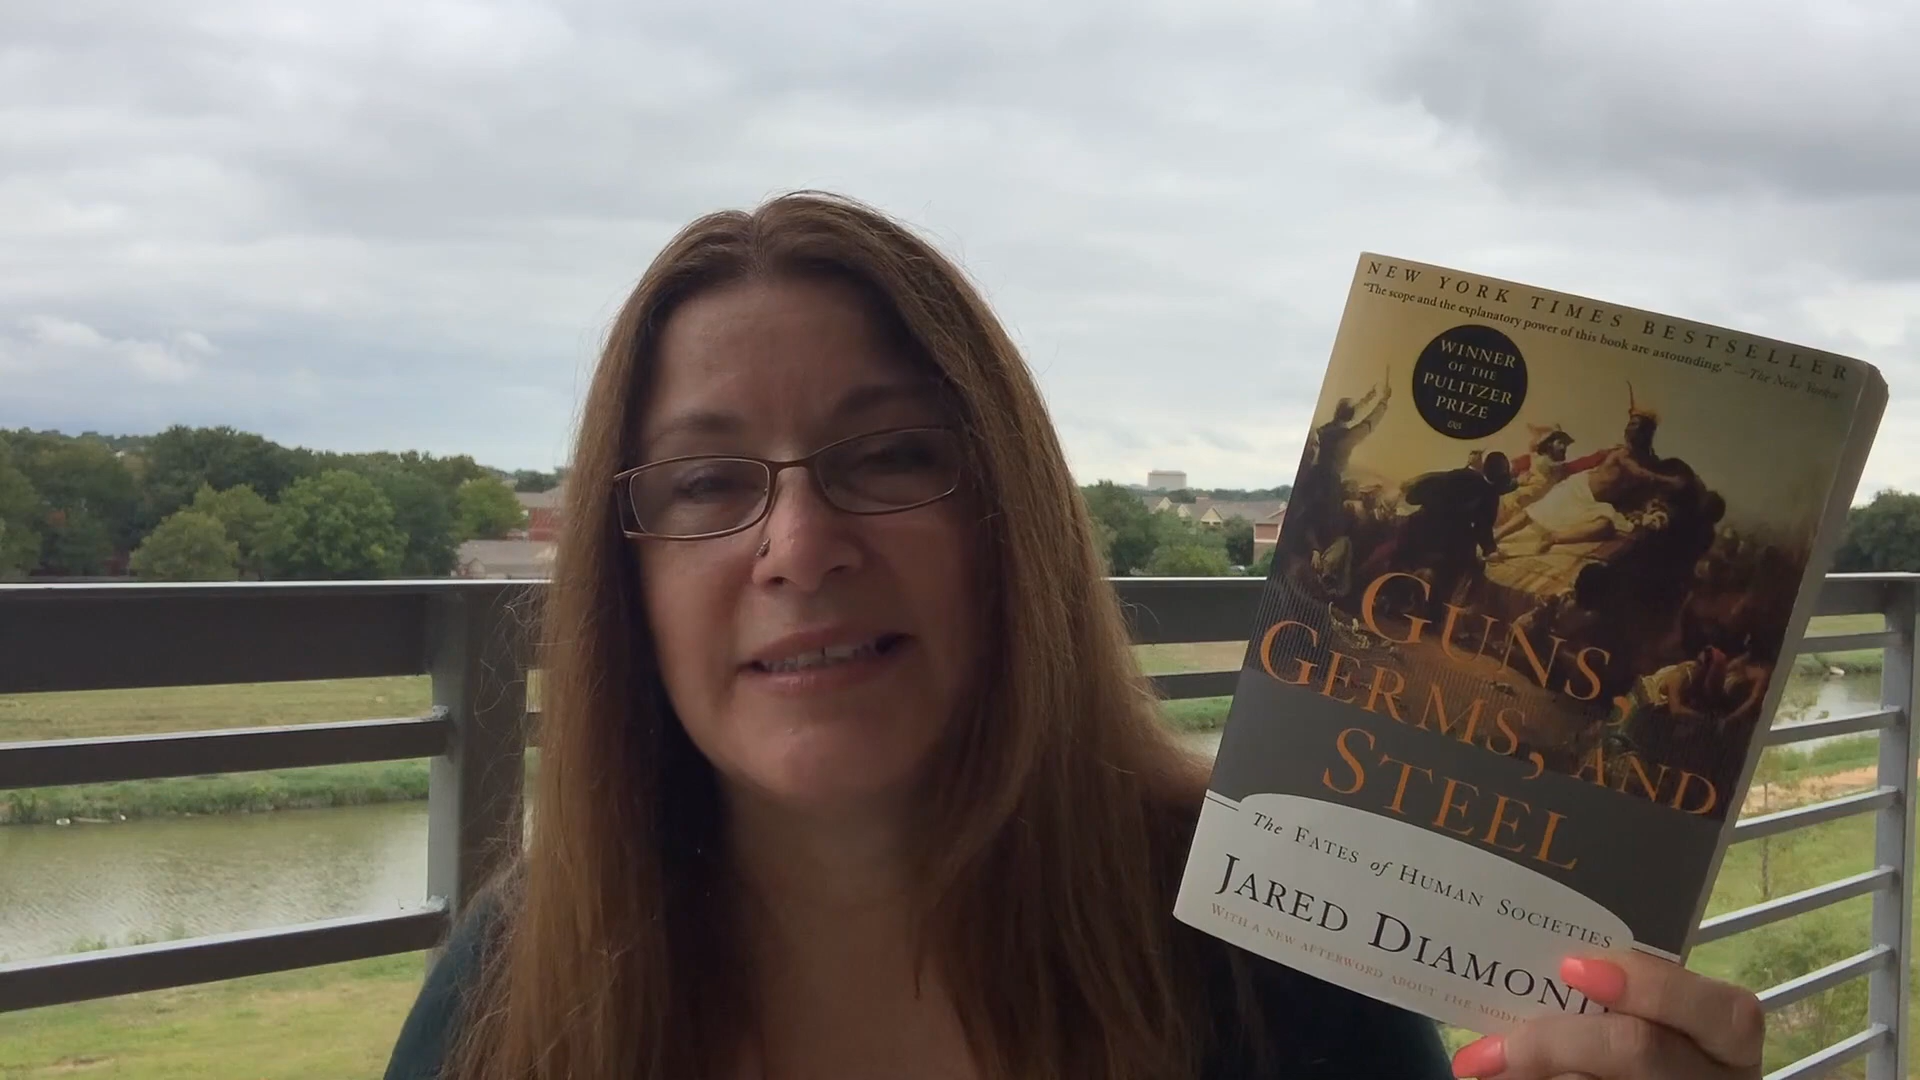 NEW YORK TIMES BESTSELLER
"The scope and the explanatory power of this book are astounding." —The New Yorker
WINNER
OF THE
PULITZER
PRIZE
GUNS,
GERMS, AND
STEEL
The FATES of HUMAN SOCIETIES
JARED DIAMOND
WITH A NEW AFTERWORD ABOUT THE